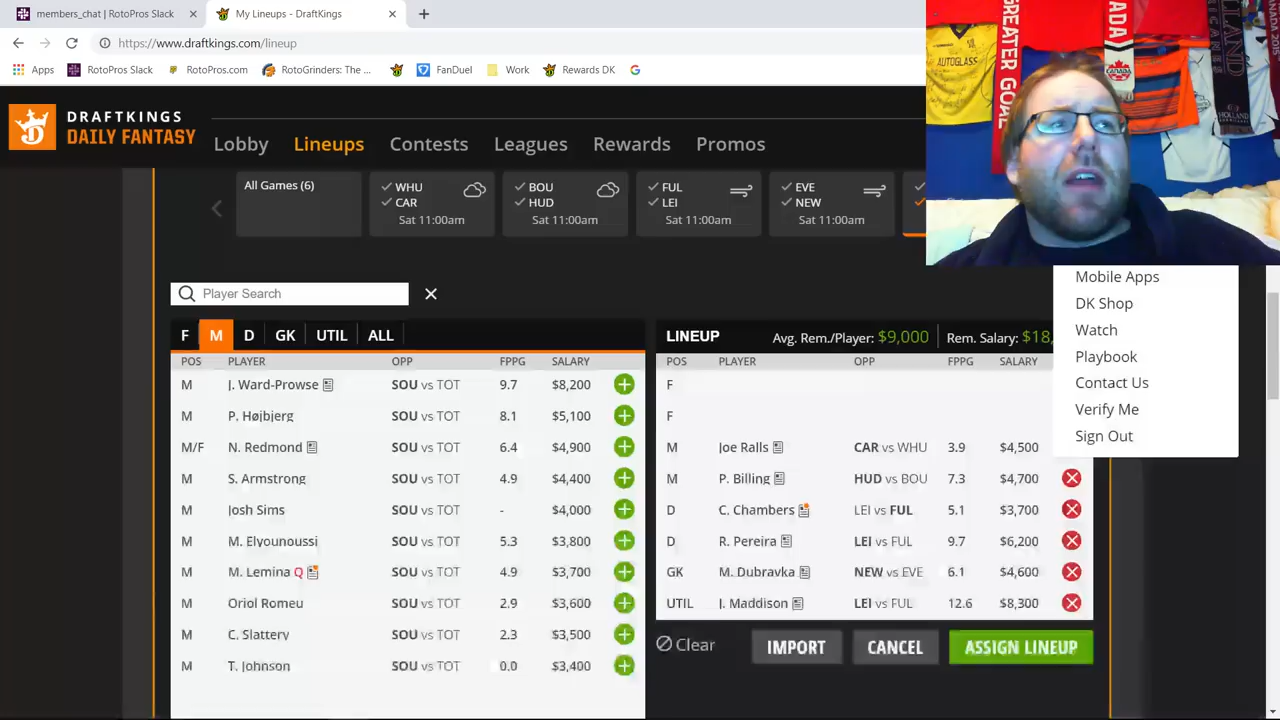 members_chat | RotoPros Slack
My Lineups - DraftKings
https://www.draftkings.com/lineup
Apps RotoPros Slack RotoPros.com RotoGrinders: The ... FanDuel Work Rewards DK
DRAFTKINGS
DAILY FANTASY
Lobby Lineups Contests Leagues Rewards Promos
GREATER GOAL
AUTOGLASS
CANADA
HOLLAND
CANADA 2015
All Games (6)
WHU
CAR
Sat 11:00am
BOU
HUD
Sat 11:00am
FUL
LEI
Sat 11:00am
EVE
NEW
Sat 11:00am
Mobile Apps
DK Shop
Watch
Playbook
Contact Us
Verify Me
Sign Out
Player Search
F M D GK UTIL ALL
POS PLAYER OPP FPPG SALARY
M J. Ward-Prowse SOU vs TOT 9.7 $8,200
M P. Højbjerg SOU vs TOT 8.1 $5,100
M/F N. Redmond SOU vs TOT 6.4 $4,900
M S. Armstrong SOU vs TOT 4.9 $4,400
M Josh Sims SOU vs TOT - $4,000
M M. Elyounoussi SOU vs TOT 5.3 $3,800
M M. Lemina Q SOU vs TOT 4.9 $3,700
M Oriol Romeu SOU vs TOT 2.9 $3,600
M C. Slattery SOU vs TOT 2.3 $3,500
M T. Johnson SOU vs TOT 0.0 $3,400
LINEUP Avg. Rem./Player: $9,000 Rem. Salary: $18,
POS PLAYER OPP FPPG SALARY
F
F
M Joe Ralls CAR vs WHU 3.9 $4,500
M P. Billing HUD vs BOU 7.3 $4,700
D C. Chambers LEI vs FUL 5.1 $3,700
D R. Pereira LEI vs FUL 9.7 $6,200
GK M. Dubravka NEW vs EVE 6.1 $4,600
UTIL J. Maddison LEI vs FUL 12.6 $8,300
Clear IMPORT CANCEL ASSIGN LINEUP